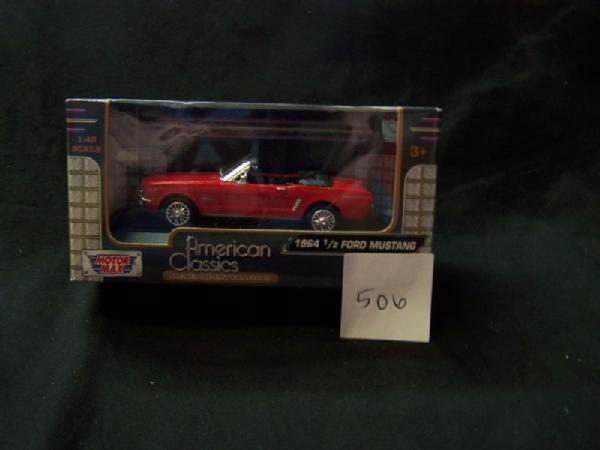 1:43
SCALE
3+
1964 1/2 FORD MUSTANG
American
Classics
MOTOR
MAX
506